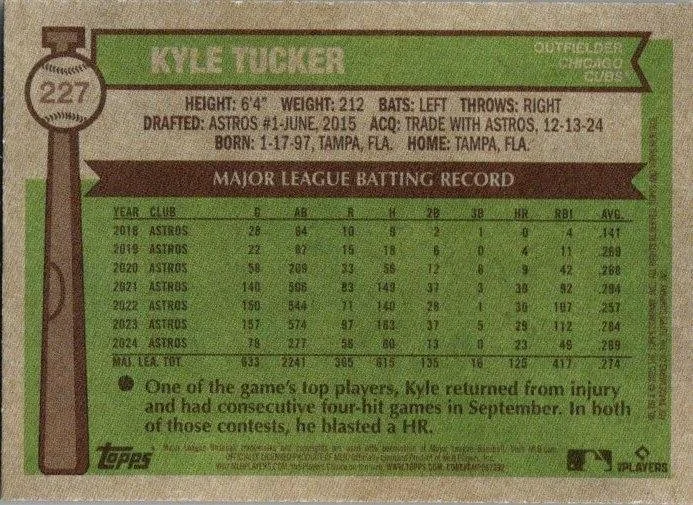 KYLE TUCKER
OUTFIELDER
CHICAGO
CUBS
227
HEIGHT: 6'4" WEIGHT: 212 BATS: LEFT THROWS: RIGHT
DRAFTED: ASTROS #1-JUNE, 2015 ACQ: TRADE WITH ASTROS, 12-13-24
BORN: 1-17-97, TAMPA, FLA. HOME: TAMPA, FLA.
MAJOR LEAGUE BATTING RECORD
YEAR CLUB G AB R H 2B 3B HR RBI AVG.
2018 ASTROS 28 64 10 9 2 1 0 4 .141
2019 ASTROS 22 67 15 18 6 0 4 11 .269
2020 ASTROS 58 209 33 56 12 6 9 42 .268
2021 ASTROS 140 506 83 149 37 3 30 92 .294
2022 ASTROS 150 544 71 140 28 1 30 107 .257
2023 ASTROS 157 574 97 163 37 5 29 112 .284
2024 ASTROS 78 277 56 80 13 0 23 49 .289
MAJ. LEA. TOT. 633 2241 365 615 135 16 125 417 .274
One of the game's top players, Kyle returned from injury
and had consecutive four-hit games in September. In both
of those contests, he blasted a HR.
TOPPS
PLAYERS